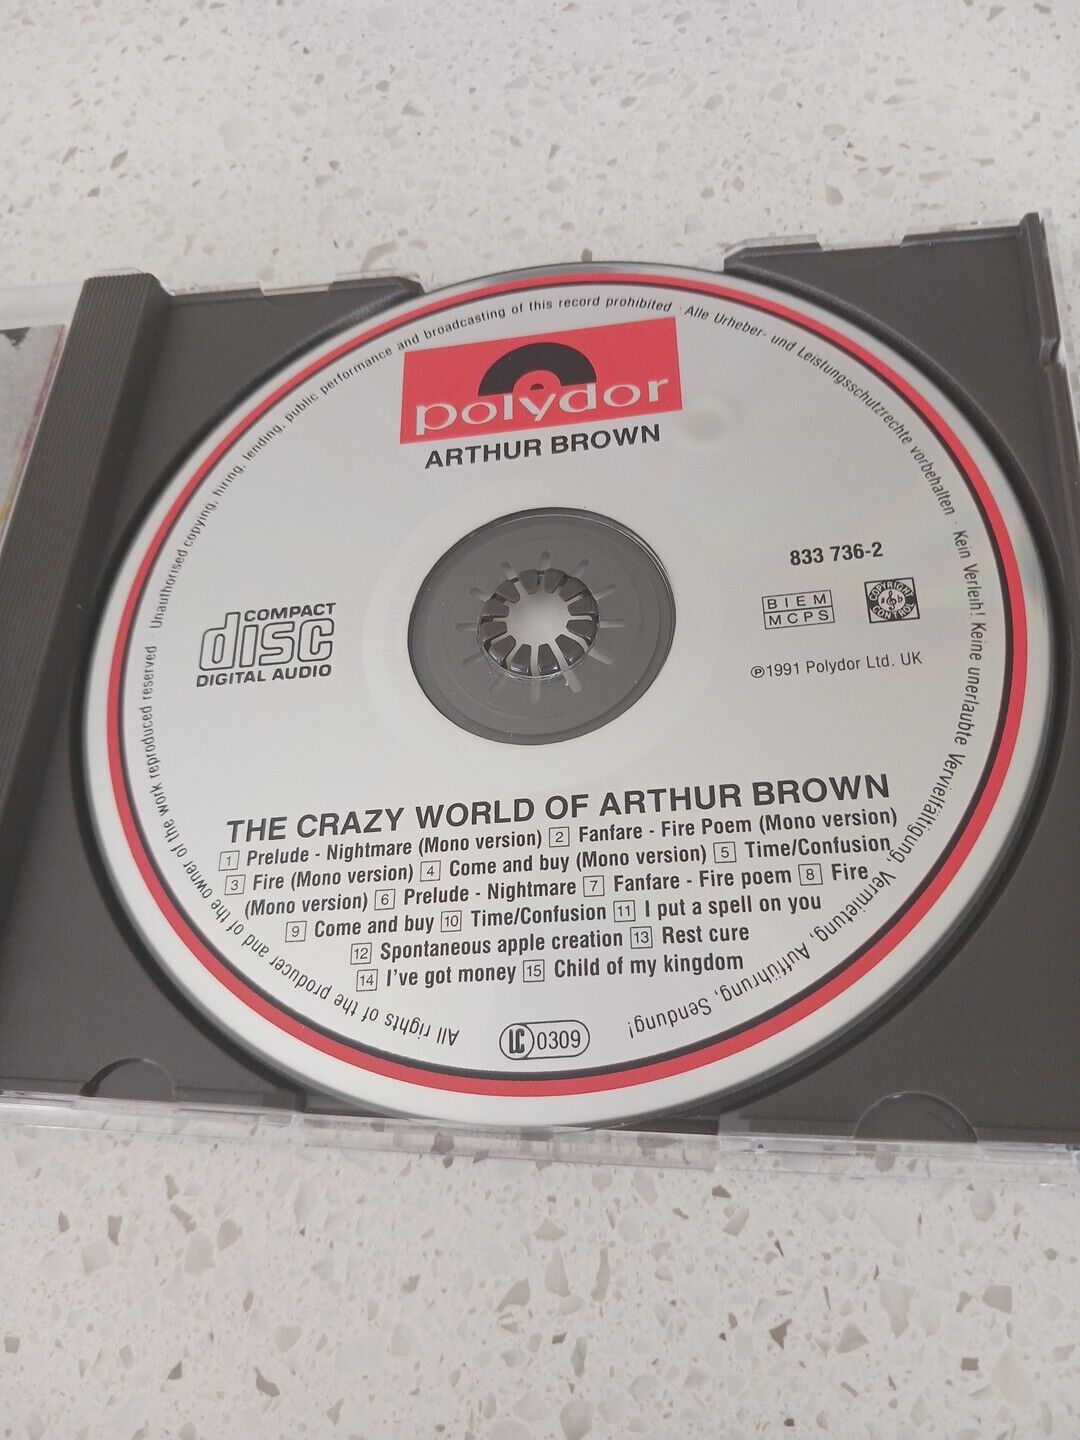 Unauthorised copying, hiring, lending, public performance and broadcasting of this record prohibited · Alle Urheber- und Leistungsschutzrechte vorbehalten · Kein Verleih! Keine unerlaubte Vervielfältigung, Vermietung, Aufführung, Sendung!
polydor
ARTHUR BROWN
833 736-2
COMPACT
disc
DIGITAL AUDIO
BIEM
MCPS
COPYRIGHT
CONTROL
℗1991 Polydor Ltd. UK
THE CRAZY WORLD OF ARTHUR BROWN
1 Prelude - Nightmare (Mono version) 2 Fanfare - Fire Poem (Mono version)
3 Fire (Mono version) 4 Come and buy (Mono version) 5 Time/Confusion
(Mono version) 6 Prelude - Nightmare 7 Fanfare - Fire poem 8 Fire
9 Come and buy 10 Time/Confusion 11 I put a spell on you
12 Spontaneous apple creation 13 Rest cure
14 I've got money 15 Child of my kingdom
LC 0309
All rights of the producer and of the owner of the work reproduced reserved ·